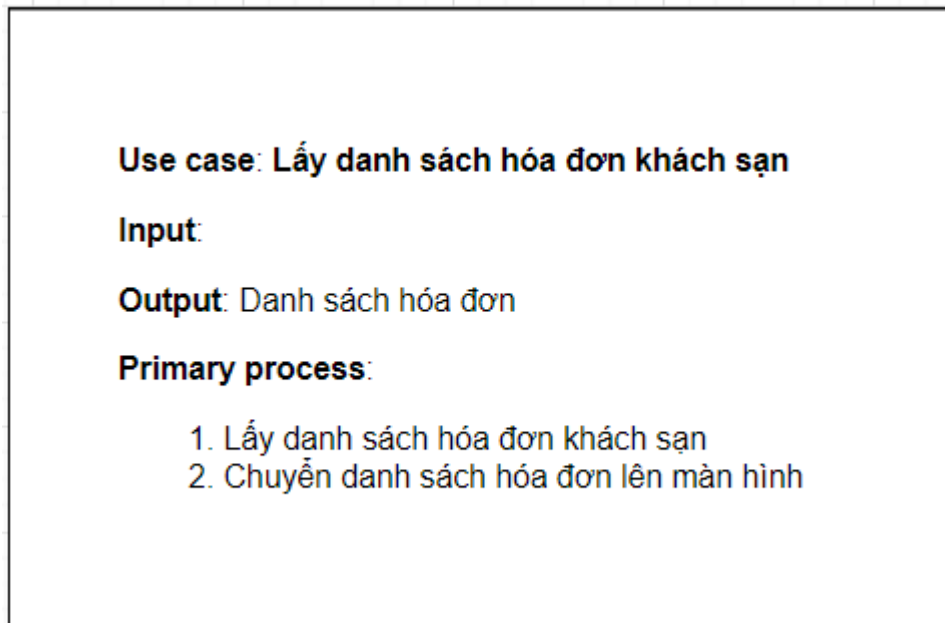 Use case: Lấy danh sách hóa đơn khách sạn
Input:
Output: Danh sách hóa đơn
Primary process:
1. Lấy danh sách hóa đơn khách sạn
2. Chuyển danh sách hóa đơn lên màn hình